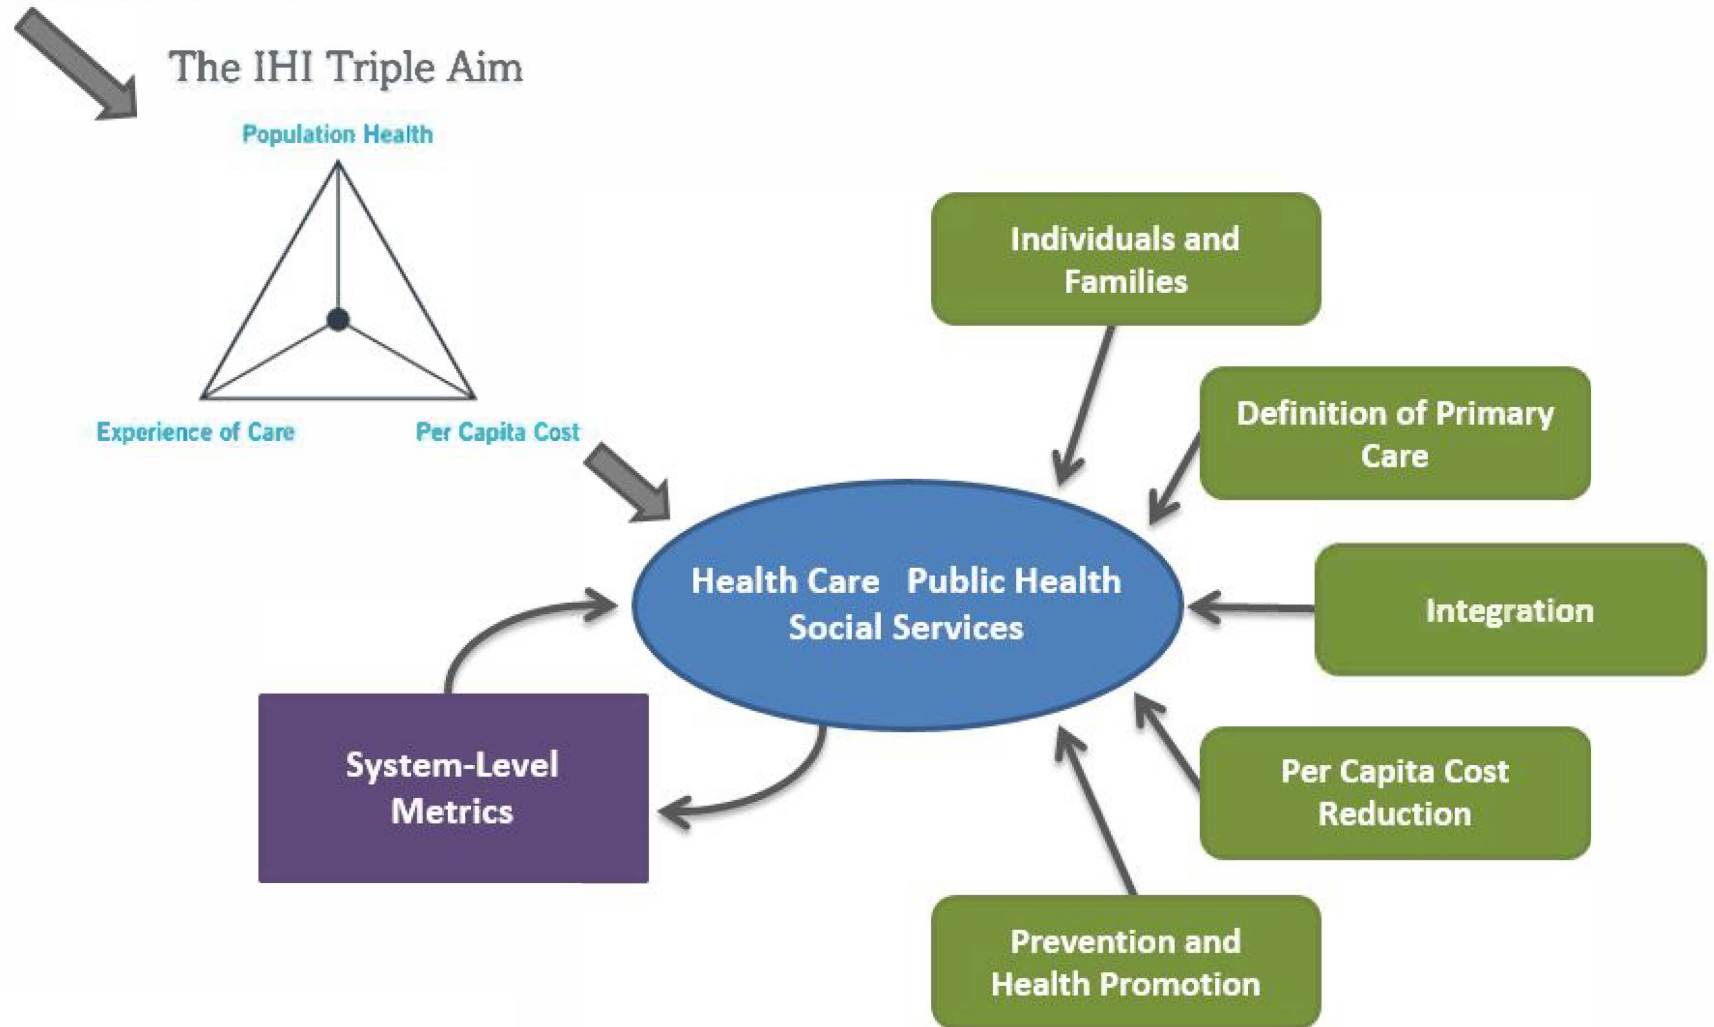 The IHI Triple Aim
Population Health
Experience of Care
Per Capita Cost
Individuals and
Families
Definition of Primary
Care
Health Care Public Health
Social Services
Integration
System-Level
Metrics
Per Capita Cost
Reduction
Prevention and
Health Promotion